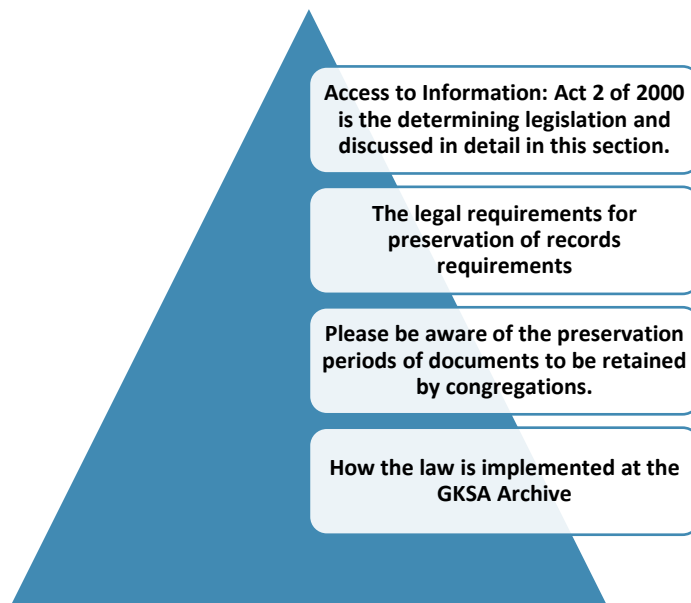 Access to Information: Act 2 of 2000
is the determining legislation and
discussed in detail in this section.
The legal requirements for
preservation of records
requirements
Please be aware of the preservation
periods of documents to be retained
by congregations.
How the law is implemented at the
GKSA Archive